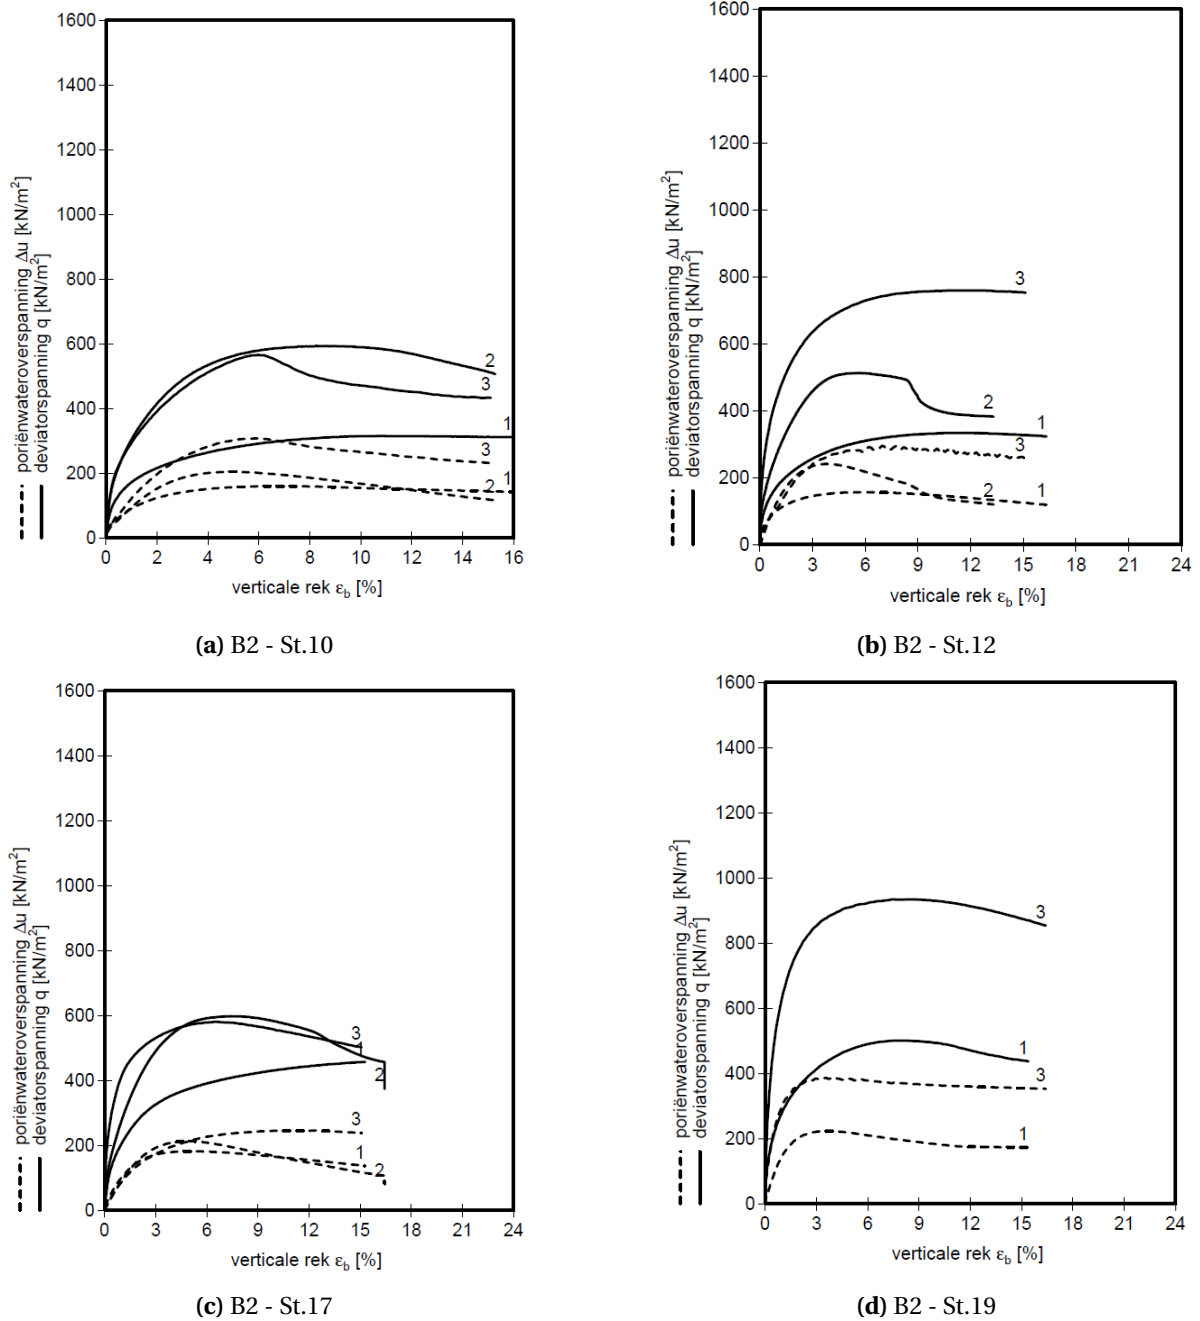 1600
1400
1200
1000
800
600
400
200
0
0 2 4 6 8 10 12 14 16
poriënwateroverspanning Δu [kN/m²]
deviatorspanning q [kN/m²]
2
3
1
3
1
2
verticale rek εb [%]
(a) B2 - St.10
1600
1400
1200
1000
800
600
400
200
0
0 3 6 9 12 15 18 21 24
poriënwateroverspanning Δu [kN/m²]
deviatorspanning q [kN/m²]
3
2
1
3
2
1
verticale rek εb [%]
(b) B2 - St.12
1600
1400
1200
1000
800
600
400
200
0
0 3 6 9 12 15 18 21 24
poriënwateroverspanning Δu [kN/m²]
deviatorspanning q [kN/m²]
3
1
2
3
1
2
verticale rek εb [%]
(c) B2 - St.17
1600
1400
1200
1000
800
600
400
200
0
0 3 6 9 12 15 18 21 24
poriënwateroverspanning Δu [kN/m²]
deviatorspanning q [kN/m²]
3
1
3
1
verticale rek εb [%]
(d) B2 - St.19